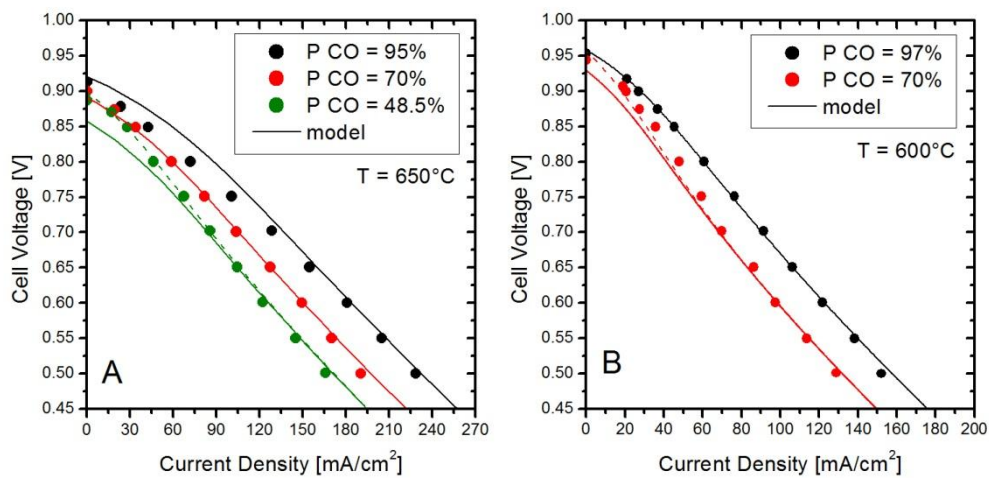 1.00
0.95
0.90
0.85
0.80
0.75
0.70
0.65
0.60
0.55
0.50
0.45
Cell Voltage [V]
P CO = 95%
P CO = 70%
P CO = 48.5%
model
T = 650°C
A
0 30 60 90 120 150 180 210 240 270
Current Density [mA/cm²]
1.00
0.95
0.90
0.85
0.80
0.75
0.70
0.65
0.60
0.55
0.50
0.45
Cell Voltage [V]
P CO = 97%
P CO = 70%
model
T = 600°C
B
0 20 40 60 80 100 120 140 160 180 200
Current Density [mA/cm²]